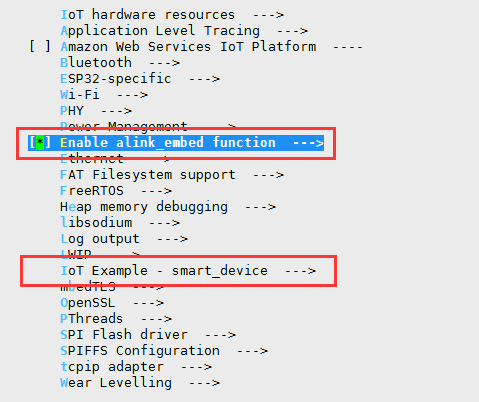 IoT hardware resources  --->
Application Level Tracing  --->
[ ] Amazon Web Services IoT Platform  ----
Bluetooth  --->
ESP32-specific  --->
Wi-Fi  --->
PHY  --->
Power Management  --->
[*] Enable alink_embed function  --->
Ethernet  --->
FAT Filesystem support  --->
FreeRTOS  --->
Heap memory debugging  --->
libsodium  --->
Log output  --->
LWIP  --->
IoT Example - smart_device  --->
mbedTLS  --->
OpenSSL  --->
PThreads  --->
SPI Flash driver  --->
SPIFFS Configuration  --->
tcpip adapter  --->
Wear Levelling  --->